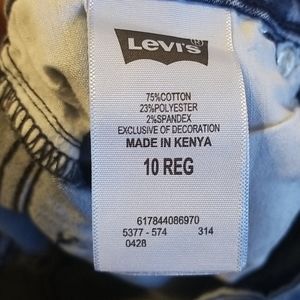 Levi's®
75%COTTON
23%POLYESTER
2%SPANDEX
EXCLUSIVE OF DECORATION
MADE IN KENYA
10 REG
617844086970
5377 - 574 314
0428